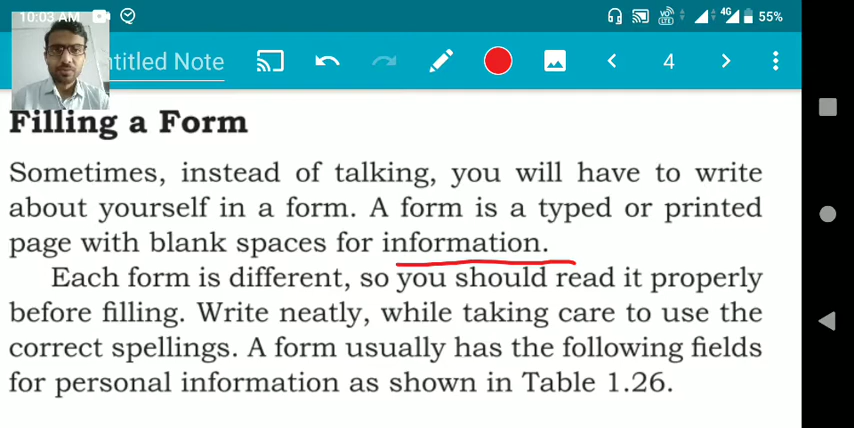 10:03 AM
4G 55%
ntitled Note
4
Filling a Form
Sometimes, instead of talking, you will have to write
about yourself in a form. A form is a typed or printed
page with blank spaces for information.
Each form is different, so you should read it properly
before filling. Write neatly, while taking care to use the
correct spellings. A form usually has the following fields
for personal information as shown in Table 1.26.